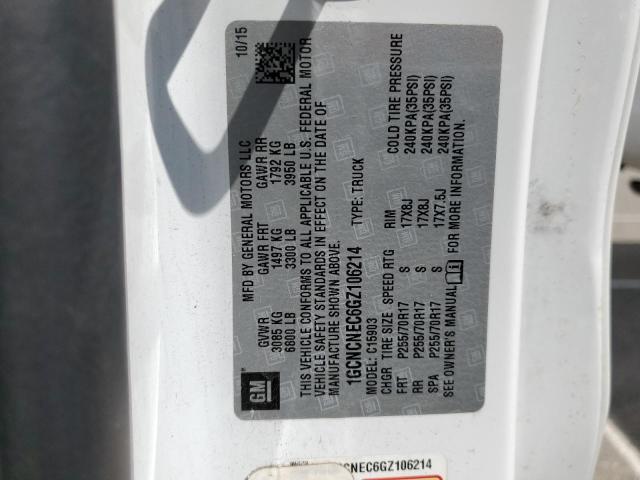 10/15
MFD BY GENERAL MOTORS LLC
GVWR GAWR FRT GAWR RR
3085 KG 1497 KG 1792 KG
6800 LB 3300 LB 3950 LB
THIS VEHICLE CONFORMS TO ALL APPLICABLE U.S. FEDERAL MOTOR
VEHICLE SAFETY STANDARDS IN EFFECT ON THE DATE OF
MANUFACTURE SHOWN ABOVE.
1GCNCNEC6GZ106214 TYPE: TRUCK
MODEL: C15903
CHGR TIRE SIZE SPEED RTG RIM COLD TIRE PRESSURE
FRT P255/70R17 S 17X8J 240KPA(35PSI)
RR P255/70R17 S 17X8J 240KPA(35PSI)
SPA P255/70R17 S 17X7.5J 240KPA(35PSI)
SEE OWNER'S MANUAL FOR MORE INFORMATION.
GM
CNEC6GZ106214